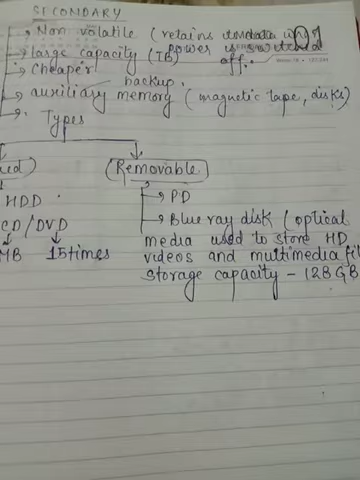 SECONDARY
→ Non volatile (retains data
power is switched
off.
→ large capacity (TB)
→ Cheaper
backup.
→ auxiliary memory (magnetic tape, disks)
→ Types
Removable
HDD
→ PD
CD/DVD
→ Blue ray disk (optical
media used to store HD
MB 15times
videos and multimedia fil
storage capacity - 128 GB